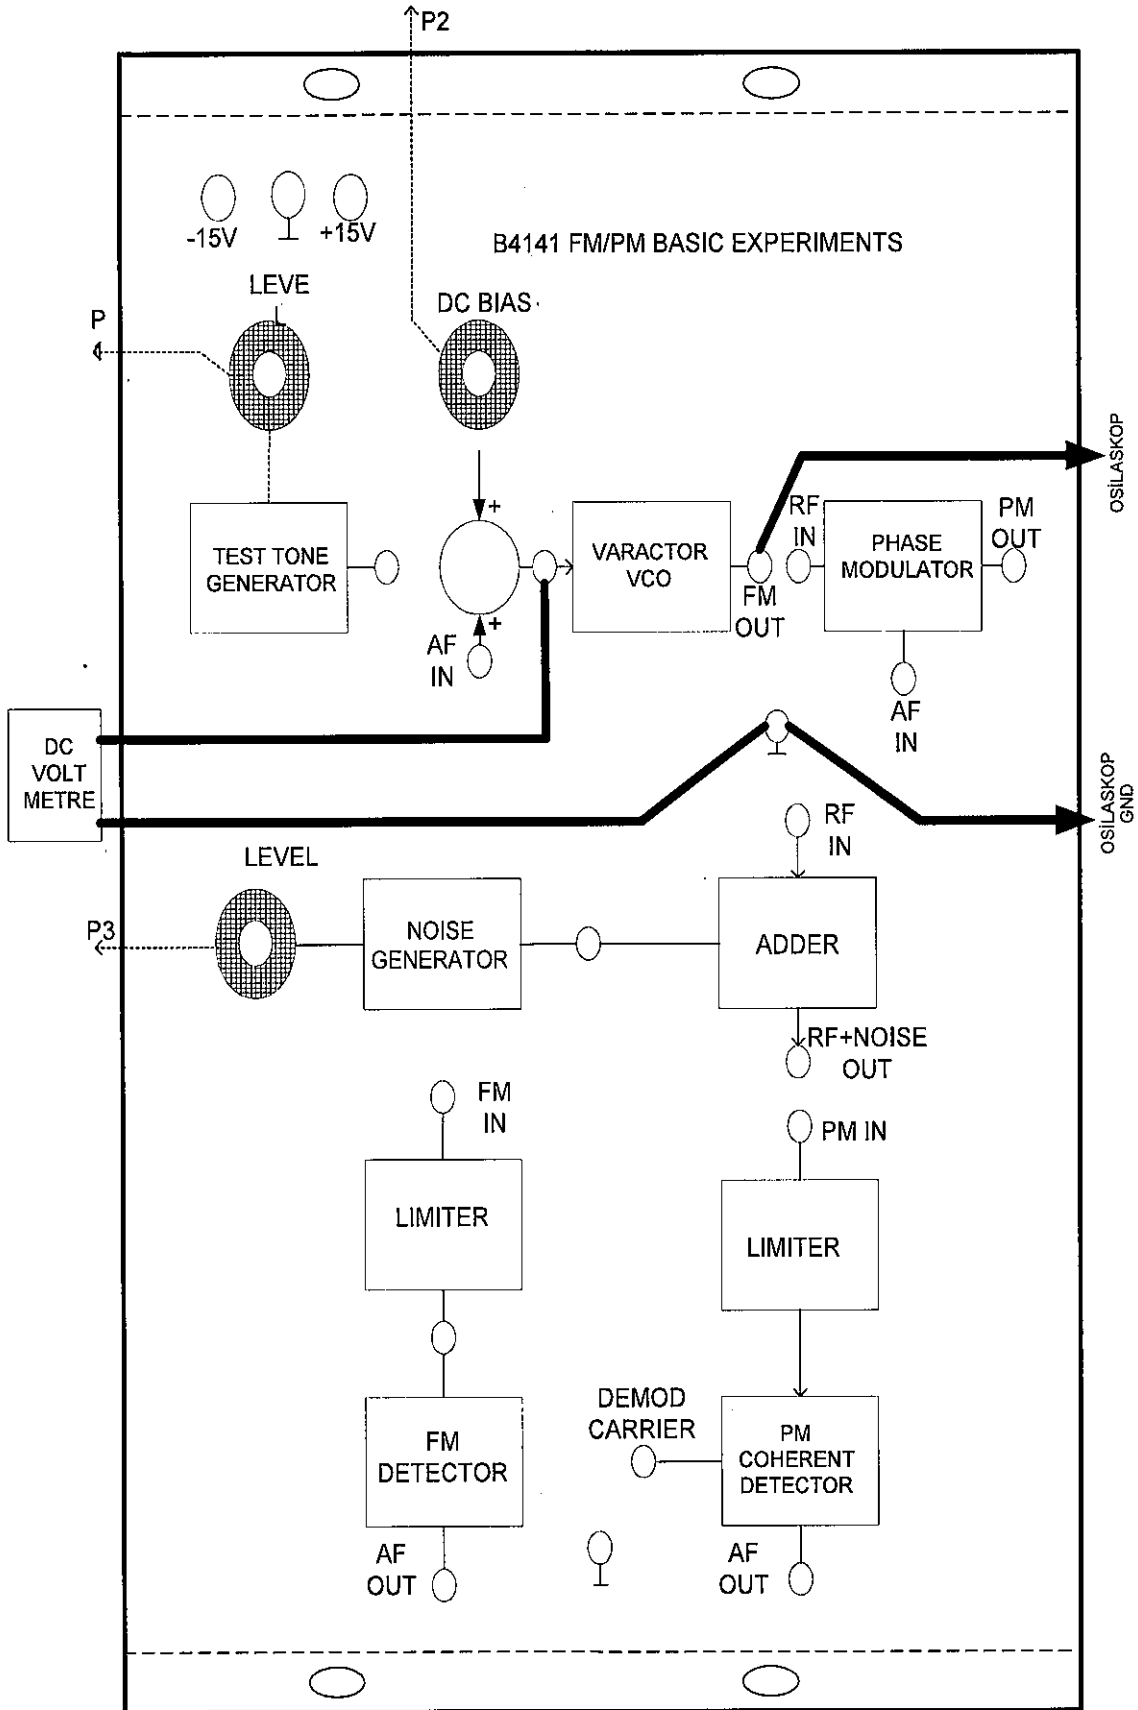 P2
-15V
+15V
B4141 FM/PM BASIC EXPERIMENTS
LEVE
L
DC BIAS
P
OSİLASKOP
TEST TONE
GENERATOR
+
+
AF
IN
VARACTOR
VCO
FM
OUT
RF
IN
PHASE
MODULATOR
PM
OUT
AF
IN
DC
VOLT
METRE
OSİLASKOP
GND
RF
IN
LEVEL
P3
NOISE
GENERATOR
ADDER
RF+NOISE
OUT
FM
IN
PM IN
LIMITER
LIMITER
DEMOD
CARRIER
FM
DETECTOR
PM
COHERENT
DETECTOR
AF
OUT
AF
OUT